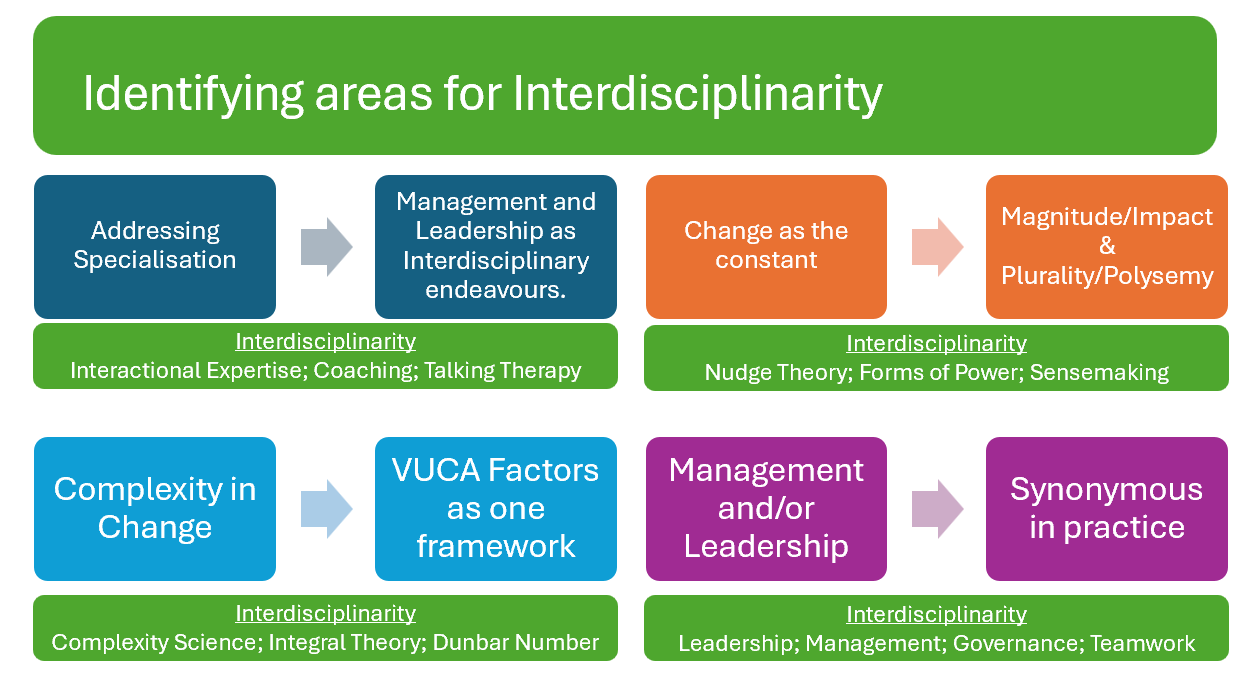 Identifying areas for Interdisciplinarity
Addressing
Specialisation
Management and
Leadership as
Interdisciplinary
endeavours.
Interdisciplinarity
Interactional Expertise; Coaching; Talking Therapy
Change as the
constant
Magnitude/Impact
&
Plurality/Polysemy
Interdisciplinarity
Nudge Theory; Forms of Power; Sensemaking
Complexity in
Change
VUCA Factors
as one
framework
Interdisciplinarity
Complexity Science; Integral Theory; Dunbar Number
Management
and/or
Leadership
Synonymous
in practice
Interdisciplinarity
Leadership; Management; Governance; Teamwork